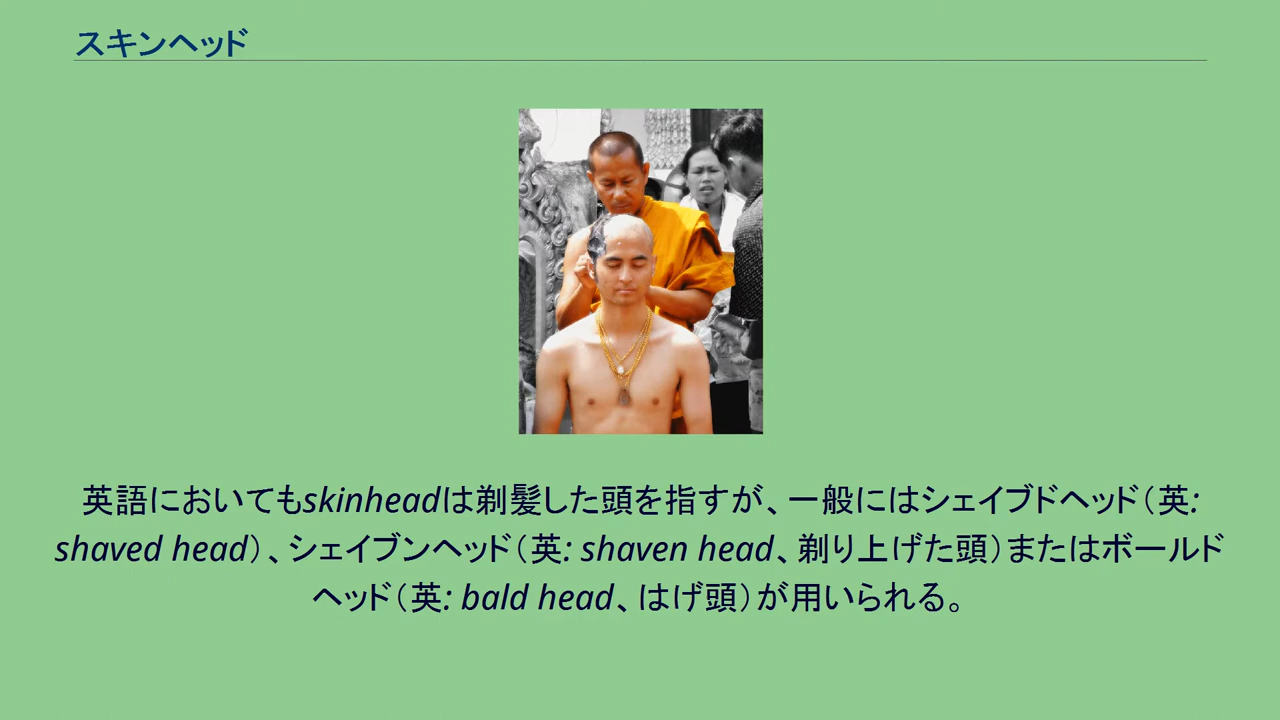 スキンヘッド
英語においてもskinheadは剃髪した頭を指すが、一般にはシェイブドヘッド（英:
shaved head）、シェイブンヘッド（英: shaven head、剃り上げた頭）またはボールド
ヘッド（英: bald head、はげ頭）が用いられる。